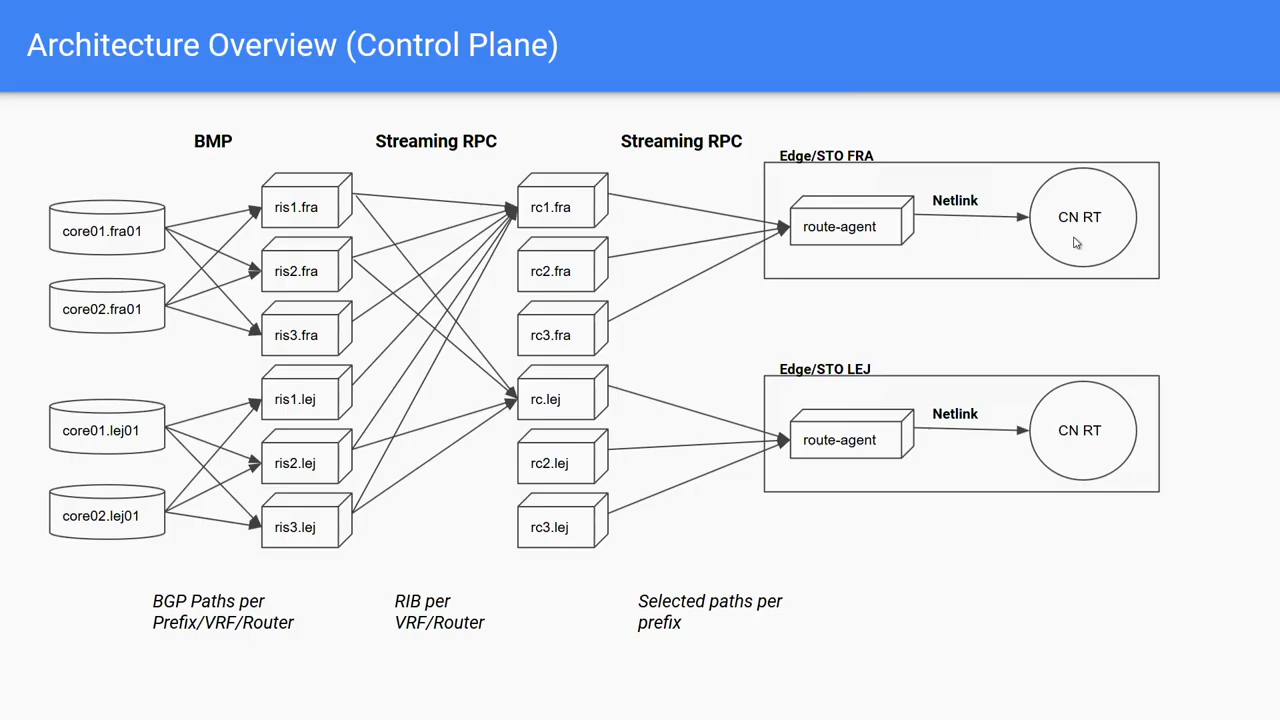 Architecture Overview (Control Plane)
BMP
Streaming RPC
Streaming RPC
core01.fra01
core02.fra01
core01.lej01
core02.lej01
ris1.fra
ris2.fra
ris3.fra
ris1.lej
ris2.lej
ris3.lej
rc1.fra
rc2.fra
rc3.fra
rc.lej
rc2.lej
rc3.lej
Edge/STO FRA
route-agent
Netlink
CN RT
Edge/STO LEJ
route-agent
Netlink
CN RT
BGP Paths per
Prefix/VRF/Router
RIB per
VRF/Router
Selected paths per
prefix